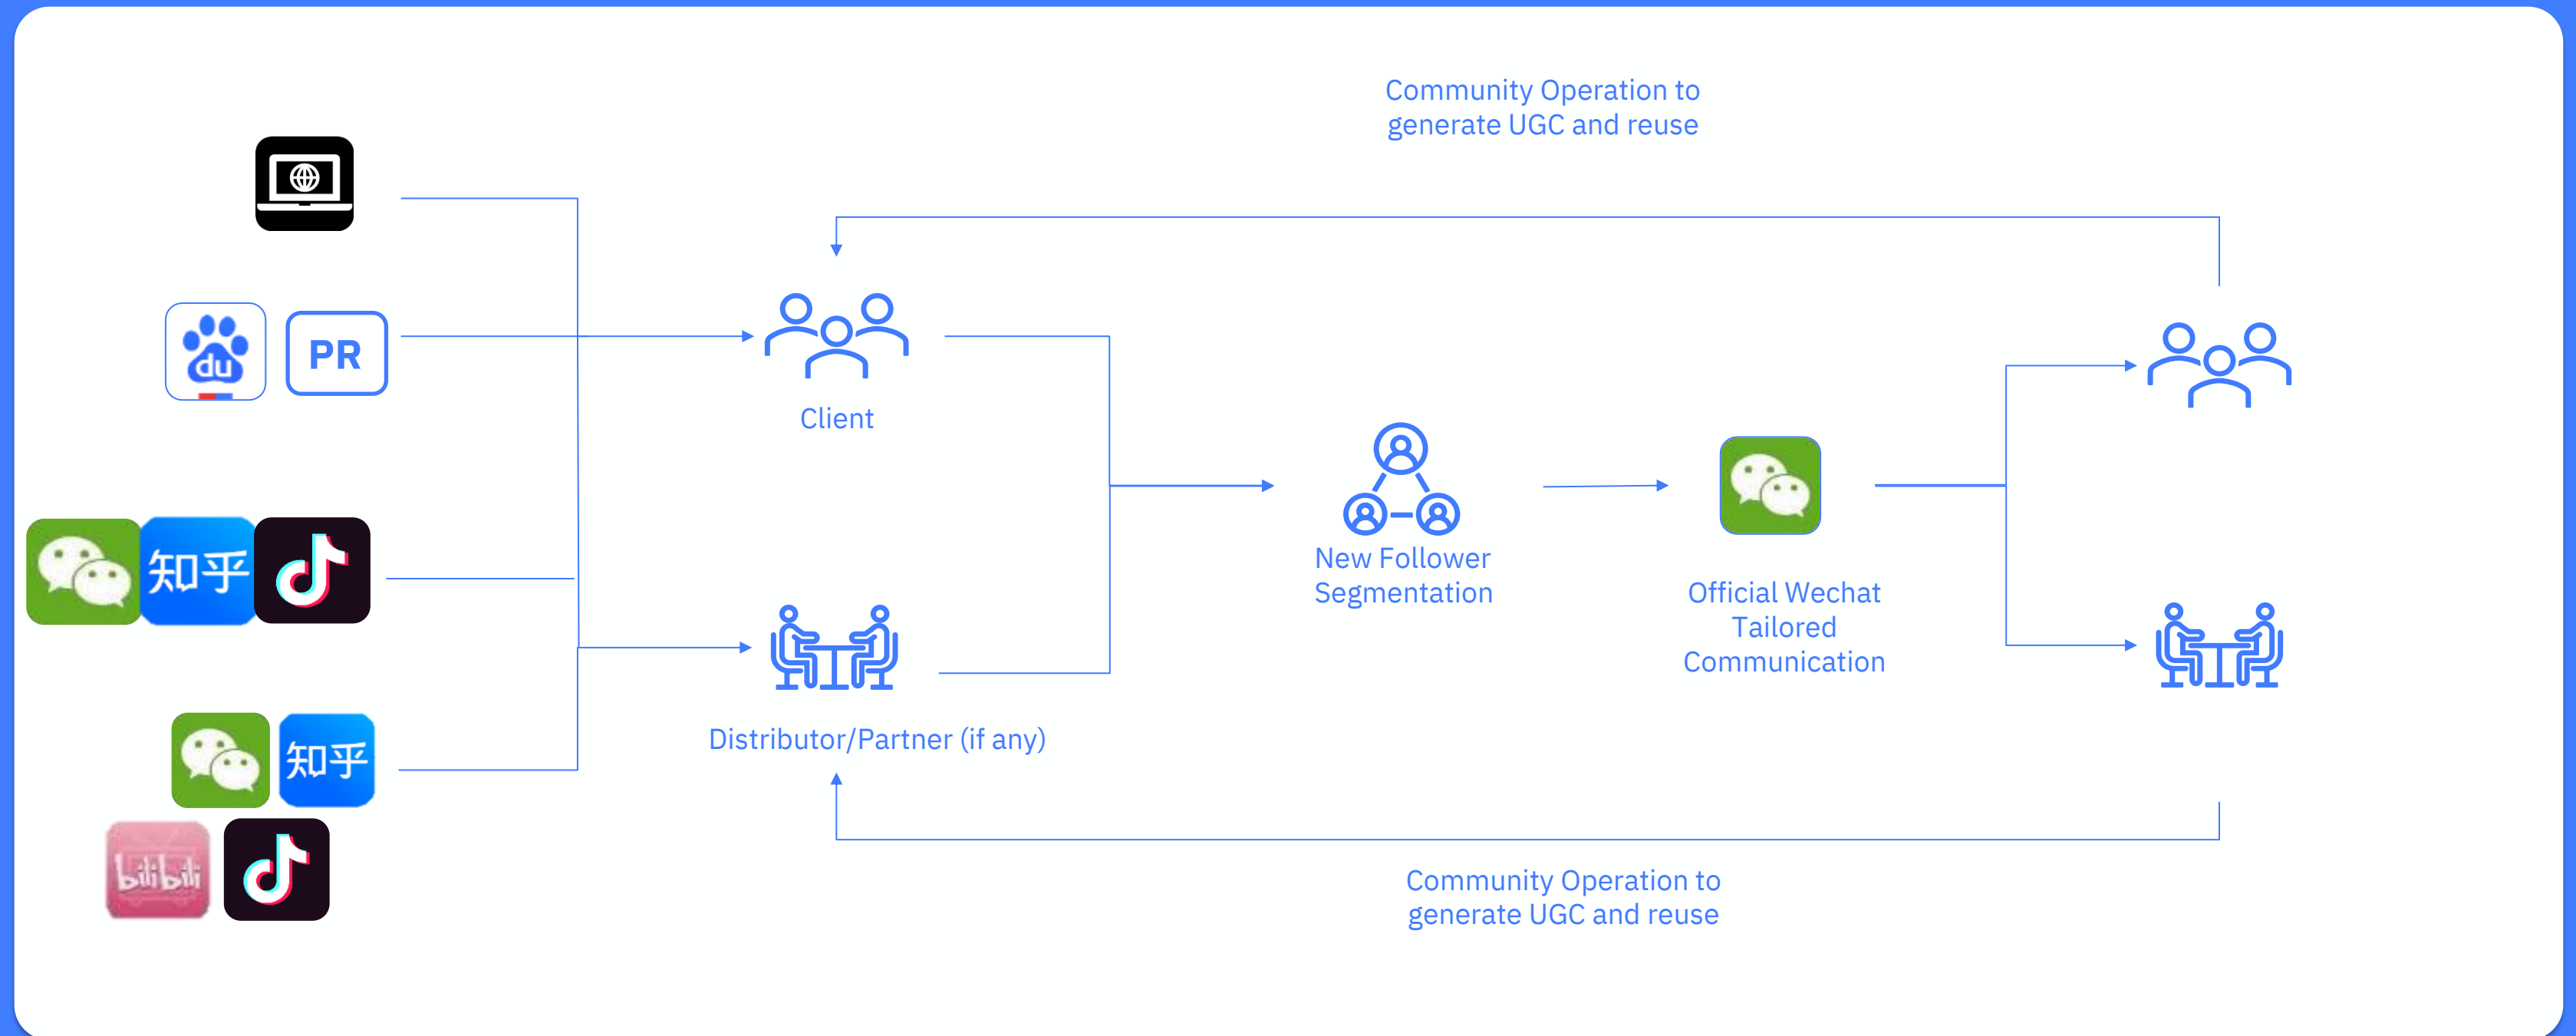 Community Operation to
generate UGC and reuse
du
PR
Client
知乎
New Follower
Segmentation
Official Wechat
Tailored
Communication
Distributor/Partner (if any)
知乎
bilibili
Community Operation to
generate UGC and reuse